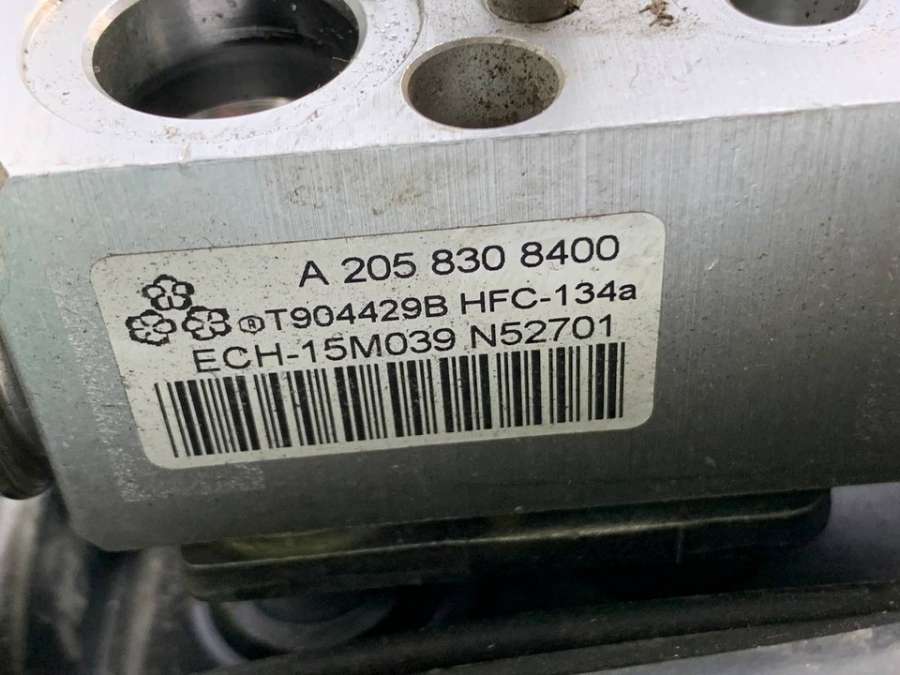 A 205 830 8400
®T904429B HFC-134a
ECH-15M039 N52701